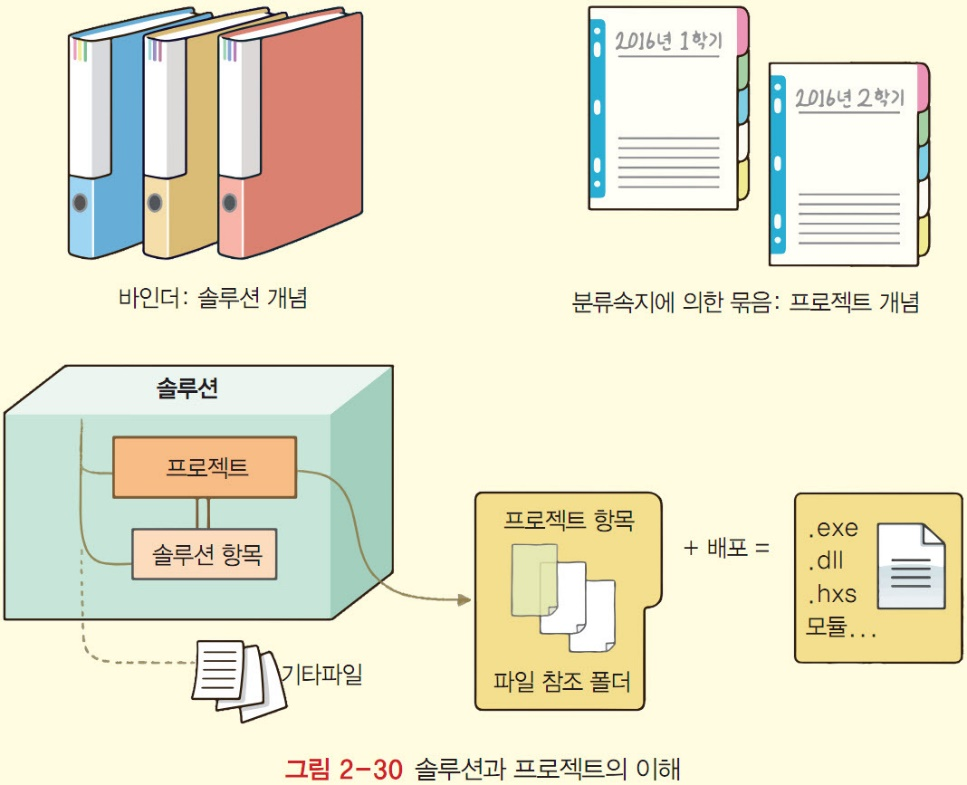 2016년 1학기
2016년 2학기
바인더: 솔루션 개념
분류속지에 의한 묶음: 프로젝트 개념
솔루션
프로젝트
솔루션 항목
기타파일
프로젝트 항목
파일 참조 폴더
+ 배포 =
.exe
.dll
.hxs
모듈...
그림 2-30 솔루션과 프로젝트의 이해